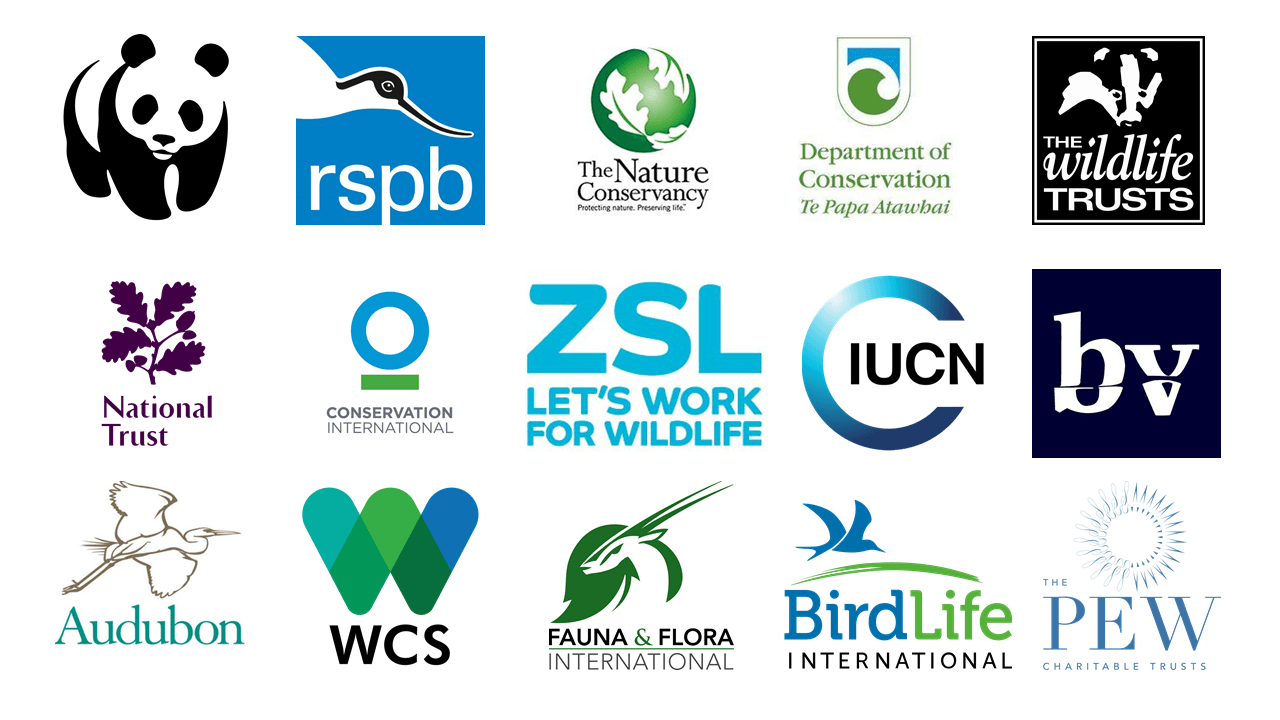 rspb
The Nature
Conservancy
Protecting nature. Preserving life.™
Department of
Conservation
Te Papa Atawhai
THE
wildlife
TRUSTS
National
Trust
CONSERVATION
INTERNATIONAL
ZSL
LET'S WORK
FOR WILDLIFE
IUCN
bv
Audubon
WCS
FAUNA & FLORA
INTERNATIONAL
BirdLife
INTERNATIONAL
THE
PEW
CHARITABLE TRUSTS